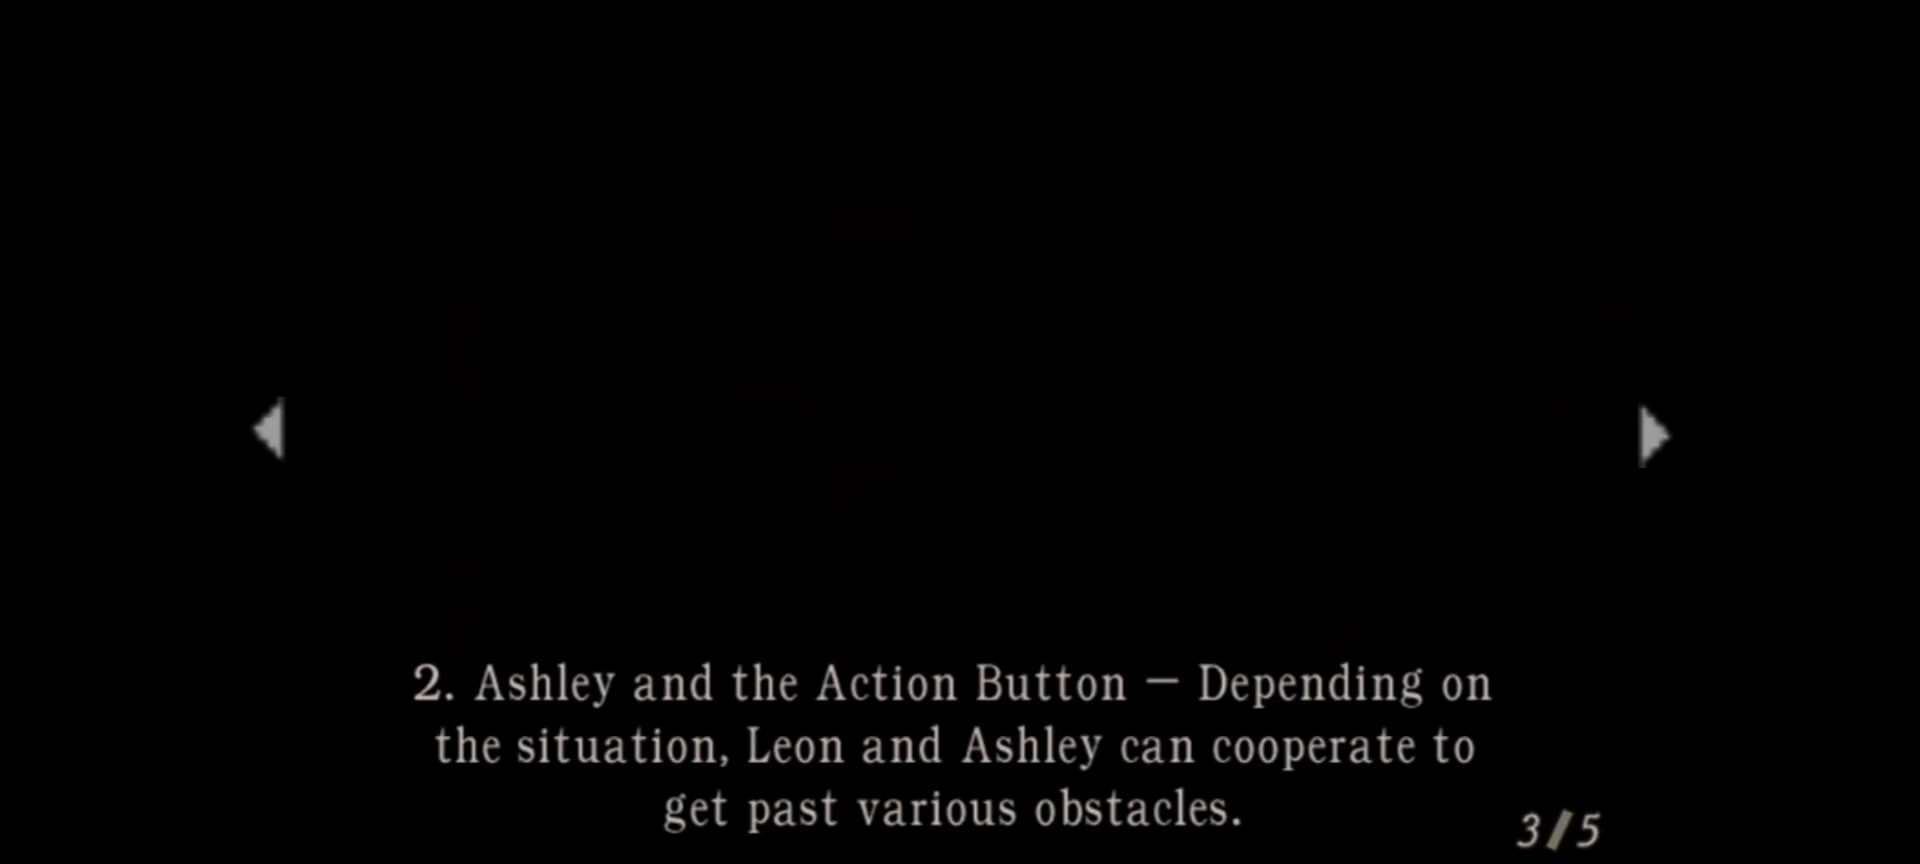 2. Ashley and the Action Button — Depending on
the situation, Leon and Ashley can cooperate to
get past various obstacles.
3/5